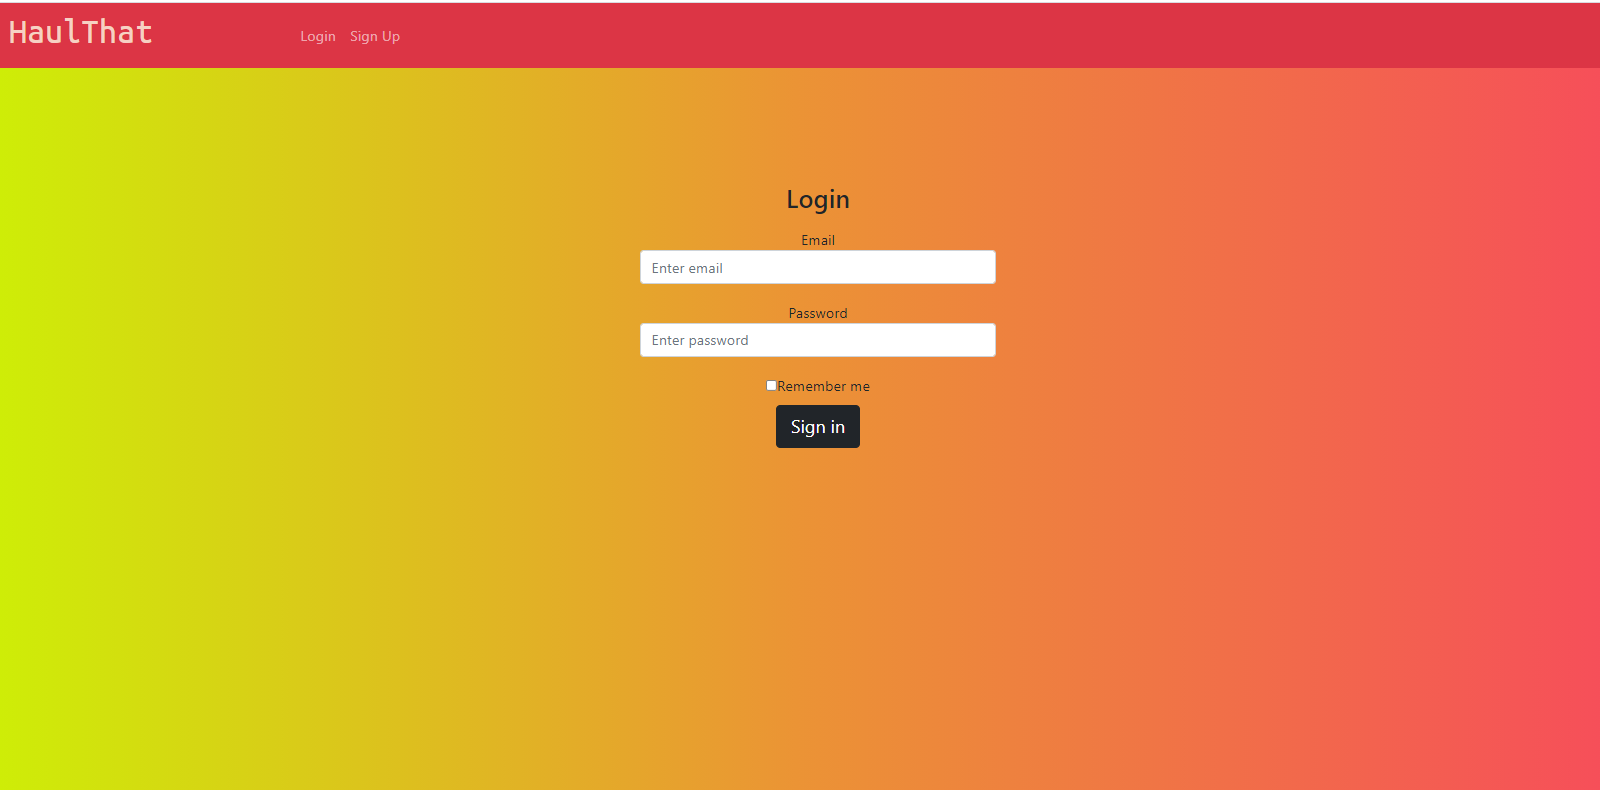 HaulThat
Login Sign Up
Login
Email
Enter email
Password
Enter password
Remember me
Sign in